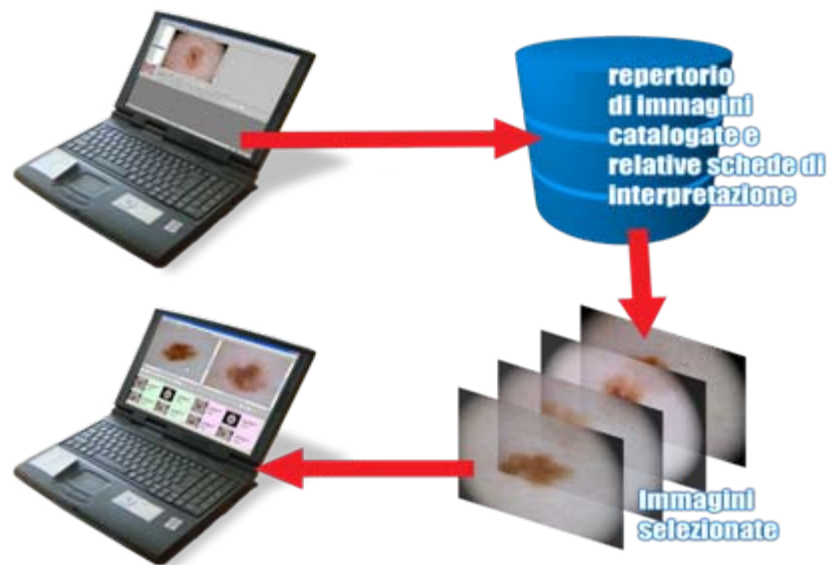 repertorio
di immagini
catalogate e
relative schede di
interpretazione
Immagini
selezionate